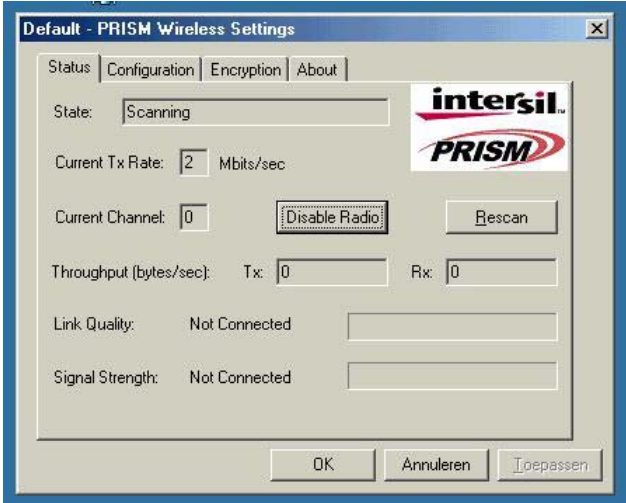 Default - PRISM Wireless Settings
Status Configuration Encryption About
intersil
PRISM
State: Scanning
Current Tx Rate: 2 Mbits/sec
Current Channel: 0 Disable Radio Rescan
Throughput (bytes/sec): Tx: 0 Rx: 0
Link Quality: Not Connected
Signal Strength: Not Connected
OK Annuleren Toepassen